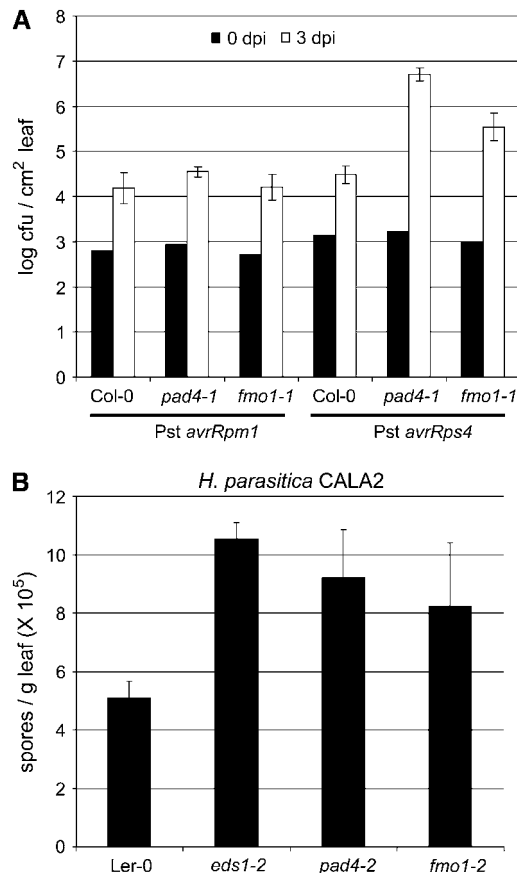 A
8
7
6
5
4
3
2
1
0
log cfu / cm² leaf
0 dpi 3 dpi
Col-0 pad4-1 fmo1-1 Col-0 pad4-1 fmo1-1
Pst avrRpm1 Pst avrRps4
B
H. parasitica CALA2
12
10
8
6
4
2
0
spores / g leaf (X 10⁵)
Ler-0 eds1-2 pad4-2 fmo1-2